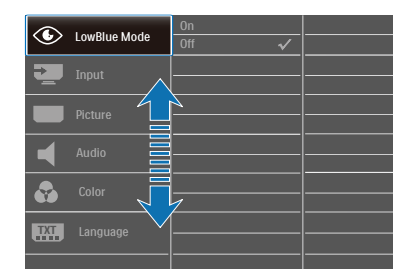 LowBlue Mode
On
Off
Input
Picture
Audio
Color
TXT
Language